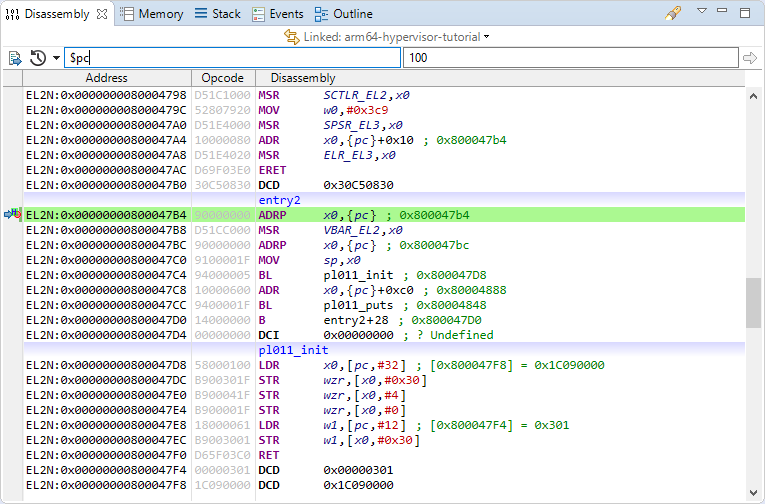 Disassembly Memory Stack Events Outline
Linked: arm64-hypervisor-tutorial
$pc 100
Address Opcode Disassembly
EL2N:0x0000000080004798 D51C1000 MSR SCTLR_EL2,x0
EL2N:0x000000008000479C 52807920 MOV w0,#0x3c9
EL2N:0x00000000800047A0 D51E4000 MSR SPSR_EL3,x0
EL2N:0x00000000800047A4 10000080 ADR x0,{pc}+0x10 ; 0x800047b4
EL2N:0x00000000800047A8 D51E4020 MSR ELR_EL3,x0
EL2N:0x00000000800047AC D69F03E0 ERET
EL2N:0x00000000800047B0 30C50830 DCD 0x30C50830
entry2
EL2N:0x00000000800047B4 90000000 ADRP x0,{pc} ; 0x800047b4
EL2N:0x00000000800047B8 D51CC000 MSR VBAR_EL2,x0
EL2N:0x00000000800047BC 90000000 ADRP x0,{pc} ; 0x800047bc
EL2N:0x00000000800047C0 9100001F MOV sp,x0
EL2N:0x00000000800047C4 94000005 BL pl011_init ; 0x800047D8
EL2N:0x00000000800047C8 10000600 ADR x0,{pc}+0xc0 ; 0x80004888
EL2N:0x00000000800047CC 9400001F BL pl011_puts ; 0x80004848
EL2N:0x00000000800047D0 14000000 B entry2+28 ; 0x800047D0
EL2N:0x00000000800047D4 00000000 DCI 0x00000000 ; ? Undefined
pl011_init
EL2N:0x00000000800047D8 58000100 LDR x0,[pc,#32] ; [0x800047F8] = 0x1C090000
EL2N:0x00000000800047DC B900301F STR wzr,[x0,#0x30]
EL2N:0x00000000800047E0 B900041F STR wzr,[x0,#4]
EL2N:0x00000000800047E4 B900001F STR wzr,[x0,#0]
EL2N:0x00000000800047E8 18000061 LDR w1,[pc,#12] ; [0x800047F4] = 0x301
EL2N:0x00000000800047EC B9003001 STR w1,[x0,#0x30]
EL2N:0x00000000800047F0 D65F03C0 RET
EL2N:0x00000000800047F4 00000301 DCD 0x00000301
EL2N:0x00000000800047F8 1C090000 DCD 0x1C090000